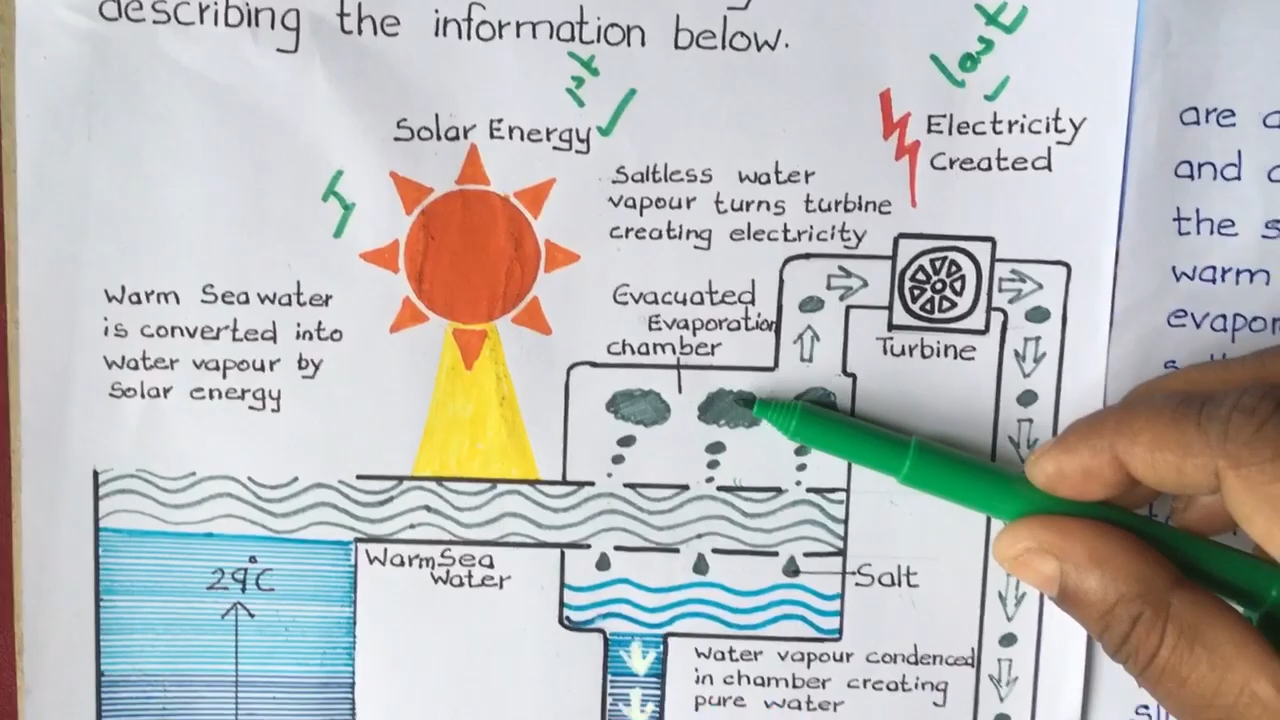 describing the information below.
1st
last
Solar Energy
Electricity
Created
Saltless water
vapour turns turbine
creating electricity
Warm Sea water
is converted into
water vapour by
Solar energy
Evacuated
Evaporation
chamber
Turbine
29°C
Warm Sea
Water
Salt
Water vapour condenced
in chamber creating
pure water
are
and
the
warm